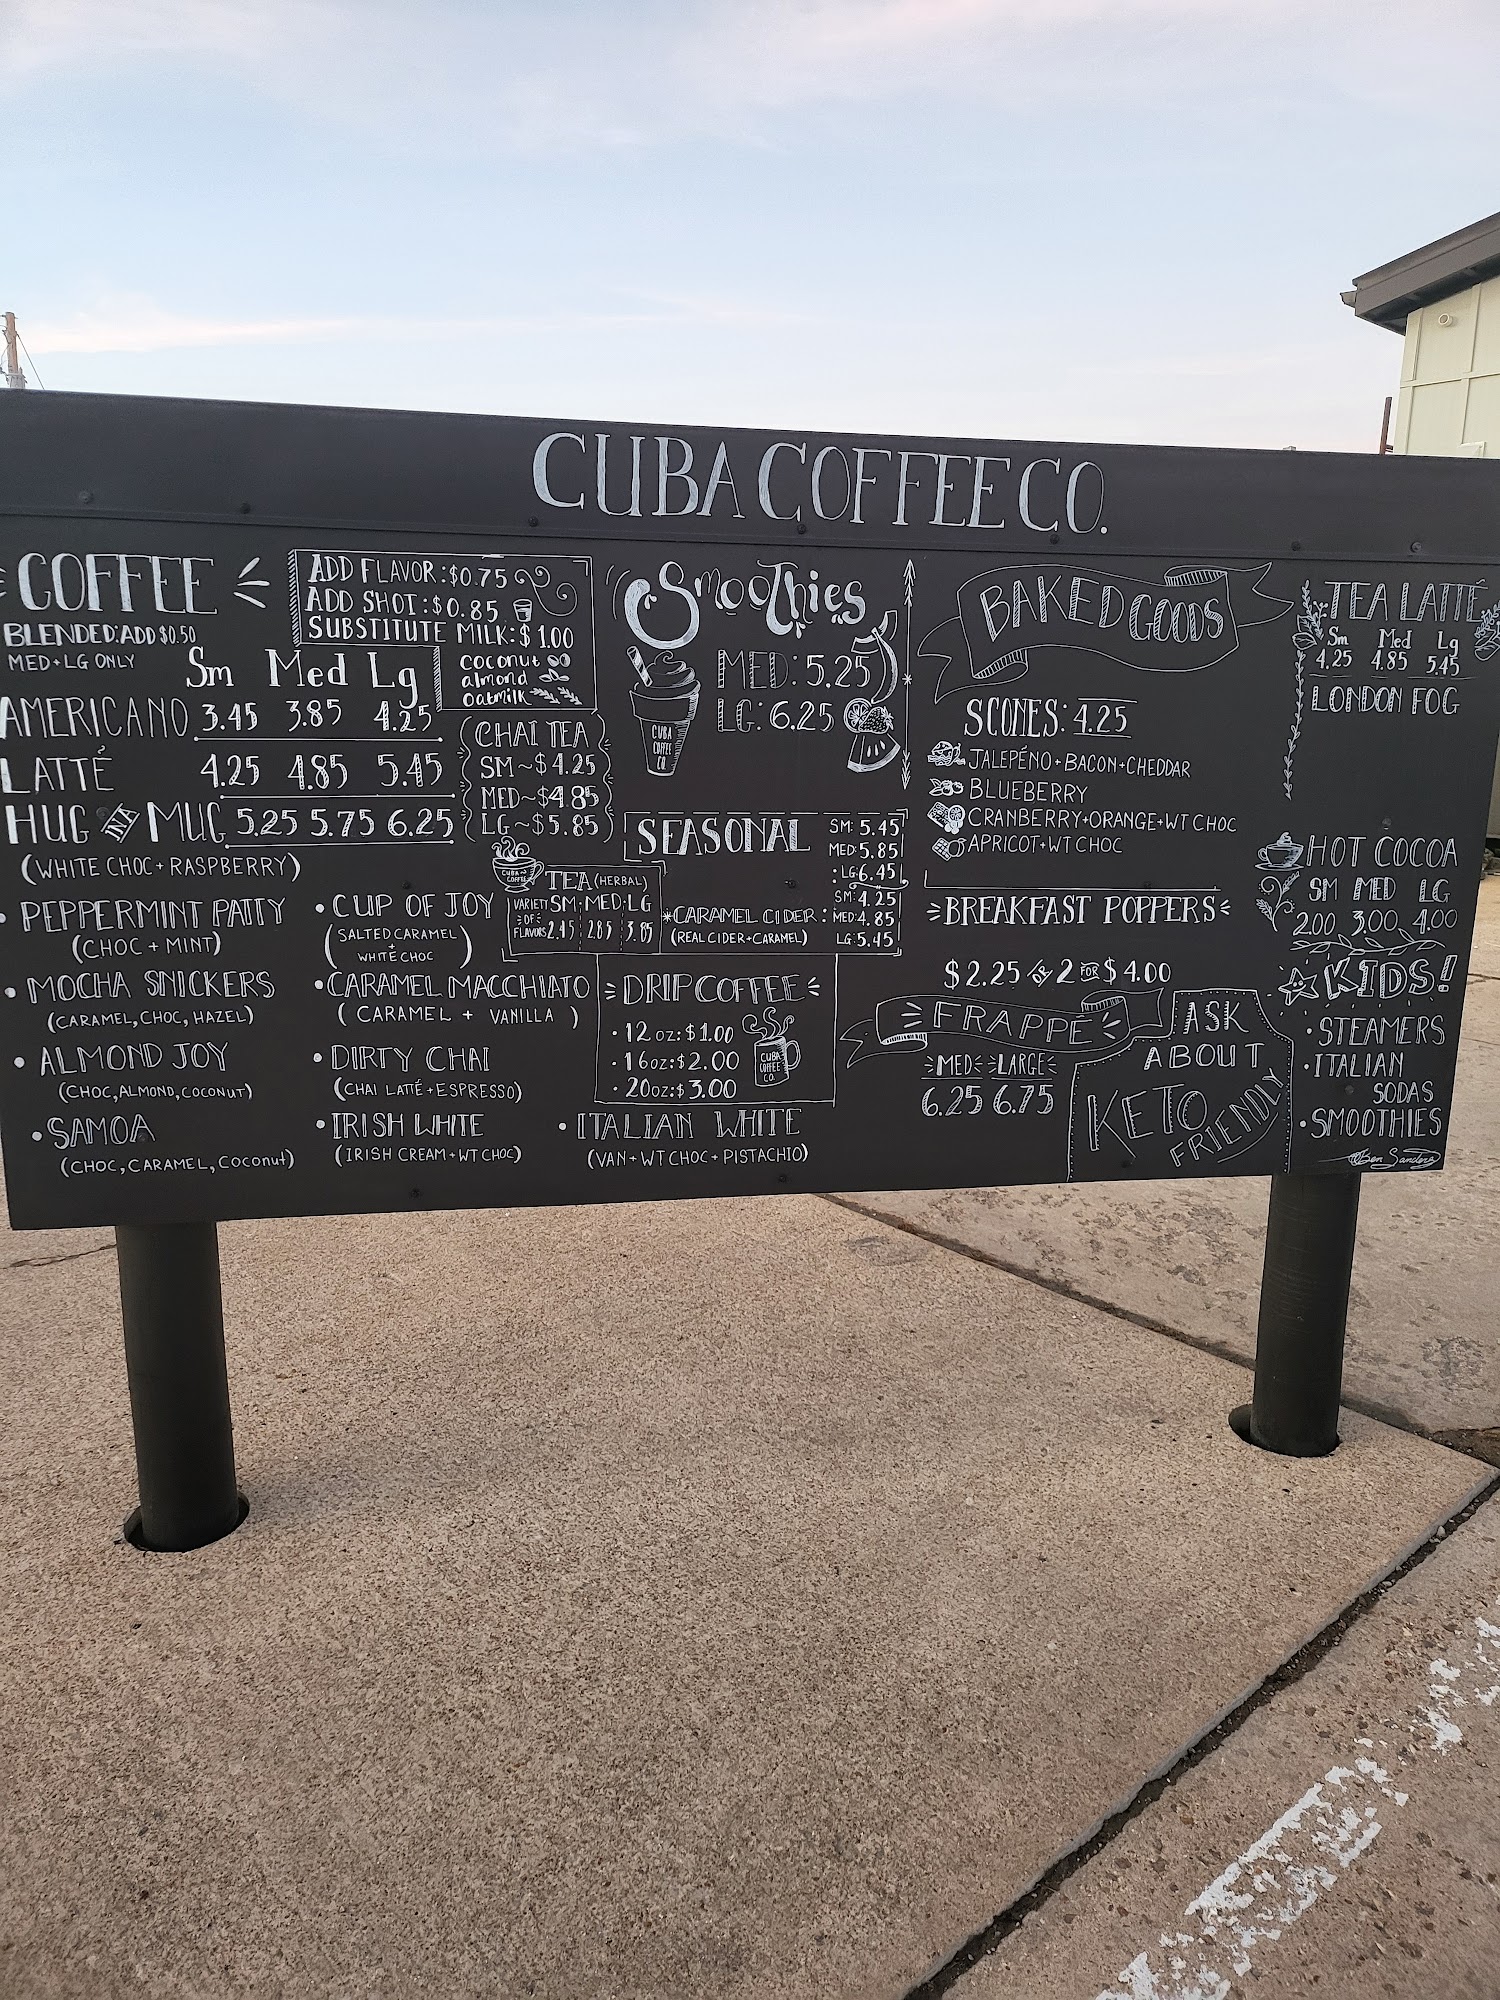 CUBA COFFEE CO.
COFFEE
BLENDED: ADD $0.50
MED + LG ONLY
Sm Med Lg
AMERICANO 3.45 3.85 4.25
LATTÉ 4.25 4.85 5.45
HUG IN A MUG 5.25 5.75 6.25
(WHITE CHOC + RASPBERRY)
• PEPPERMINT PATTY
(CHOC + MINT)
• MOCHA SNICKERS
(CARAMEL, CHOC, HAZEL)
• ALMOND JOY
(CHOC, ALMOND, COCONUT)
• SAMOA
(CHOC, CARAMEL, Coconut)
• CUP OF JOY
(SALTED CARAMEL
+
WHITE CHOC)
• CARAMEL MACCHIATO
(CARAMEL + VANILLA)
• DIRTY CHAI
(CHAI LATTÉ + ESPRESSO)
• IRISH WHITE
(IRISH CREAM + WT CHOC)
• ITALIAN WHITE
(VAN + WT CHOC + PISTACHIO)
ADD FLAVOR: $0.75
ADD SHOT: $0.85
SUBSTITUTE MILK: $1.00
coconut
almond
oatmilk
CHAI TEA
SM ~ $4.25
MED ~ $4.85
LG ~ $5.85
CUBA
COFFEE
TEA (HERBAL)
VARIETY
OF
FLAVORS
SM: MED: LG
2.45 2.85 3.85
Smoothies
MED: 5.25
LG: 6.25
CUBA
COFFEE
CO.
SEASONAL
SM: 5.45
MED: 5.85
: LG: 6.45
*CARAMEL CIDER:
(REAL CIDER + CARAMEL)
SM: 4.25
MED: 4.85
LG: 5.45
DRIP COFFEE
• 12 oz: $1.00
• 16 oz: $2.00
• 20 oz: $3.00
CUBA
COFFEE
CO.
BAKED GOODS
SCONES: 4.25
JALEPÉNO + BACON + CHEDDAR
BLUEBERRY
CRANBERRY + ORANGE + WT CHOC
APRICOT + WT CHOC
BREAKFAST POPPERS
$2.25 OR 2 FOR $4.00
FRAPPÉ
MED LARGE
6.25 6.75
ASK
ABOUT
KETO
FRIENDLY
TEA LATTÉ
Sm Med Lg
4.25 4.85 5.45
LONDON FOG
HOT COCOA
SM MED LG
2.00 3.00 4.00
KIDS!
• STEAMERS
• ITALIAN
SODAS
• SMOOTHIES
Ben Sanders